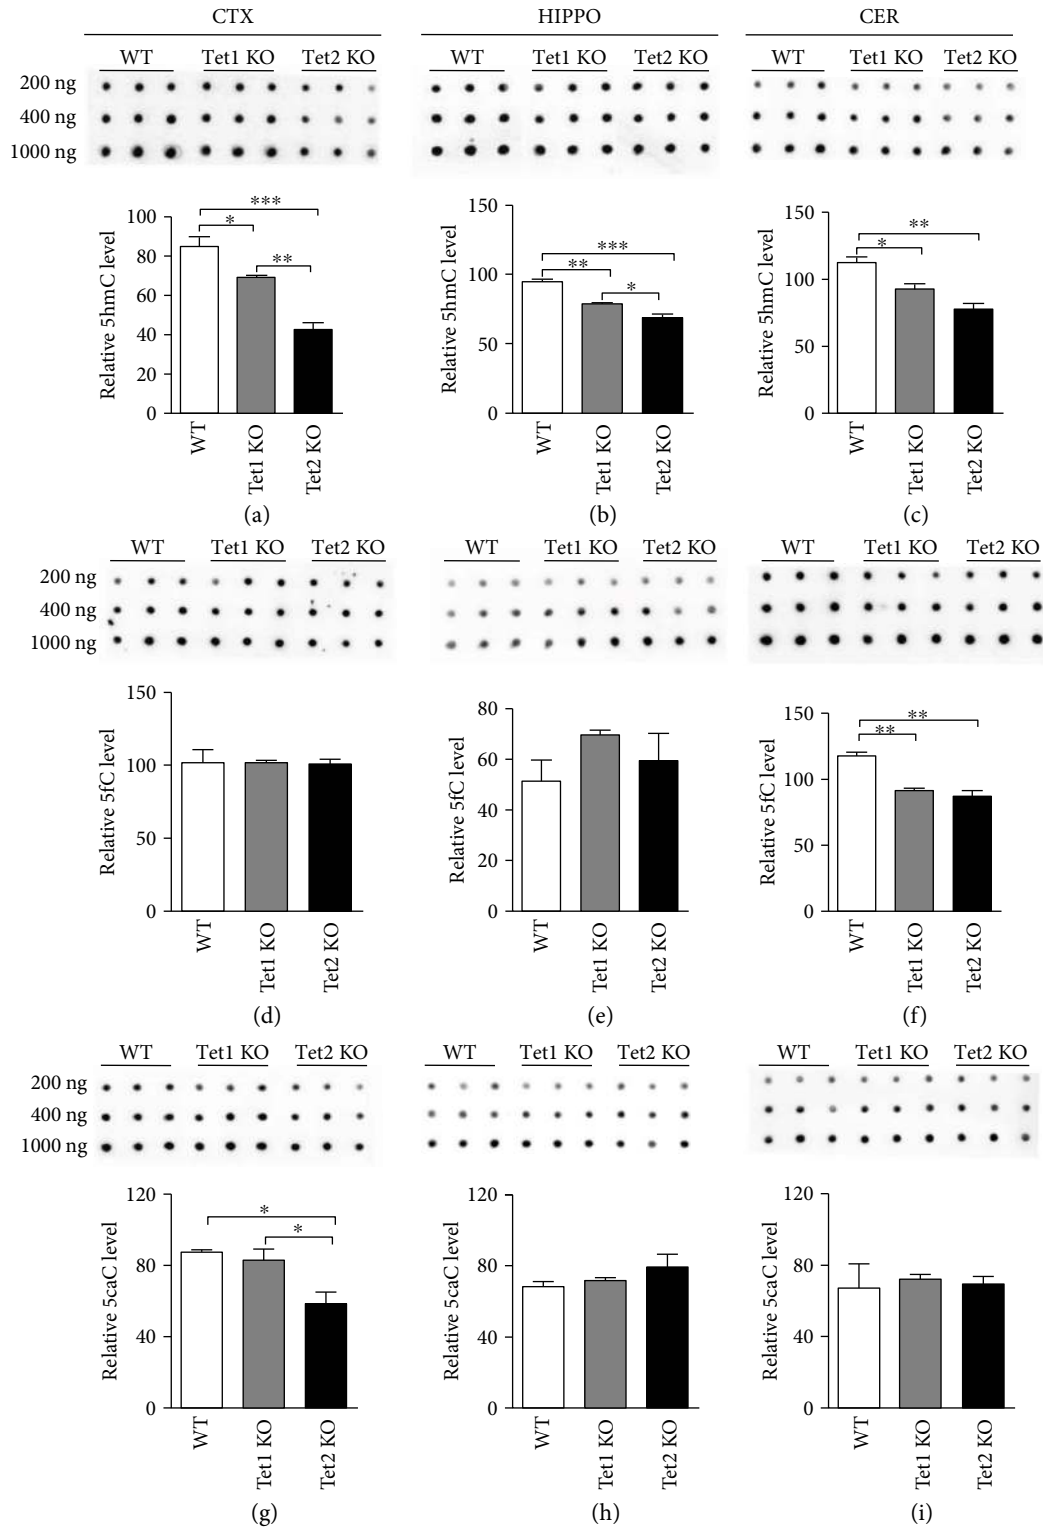 CTX HIPPO CER
WT Tet1 KO Tet2 KO WT Tet1 KO Tet2 KO WT Tet1 KO Tet2 KO
200 ng
400 ng
1000 ng
Relative 5hmC level
100
80
60
40
20
0
***
*
**
WT
Tet1 KO
Tet2 KO
(a)
Relative 5hmC level
150
100
50
0
***
**
*
WT
Tet1 KO
Tet2 KO
(b)
Relative 5hmC level
150
100
50
0
**
*
WT
Tet1 KO
Tet2 KO
(c)
WT Tet1 KO Tet2 KO WT Tet1 KO Tet2 KO WT Tet1 KO Tet2 KO
200 ng
400 ng
1000 ng
Relative 5fC level
150
100
50
0
WT
Tet1 KO
Tet2 KO
(d)
Relative 5fC level
80
60
40
20
0
WT
Tet1 KO
Tet2 KO
(e)
Relative 5fC level
150
100
50
0
**
**
WT
Tet1 KO
Tet2 KO
(f)
WT Tet1 KO Tet2 KO WT Tet1 KO Tet2 KO WT Tet1 KO Tet2 KO
200 ng
400 ng
1000 ng
Relative 5caC level
120
80
40
0
*
*
WT
Tet1 KO
Tet2 KO
(g)
Relative 5caC level
120
80
40
0
WT
Tet1 KO
Tet2 KO
(h)
Relative 5caC level
120
80
40
0
WT
Tet1 KO
Tet2 KO
(i)